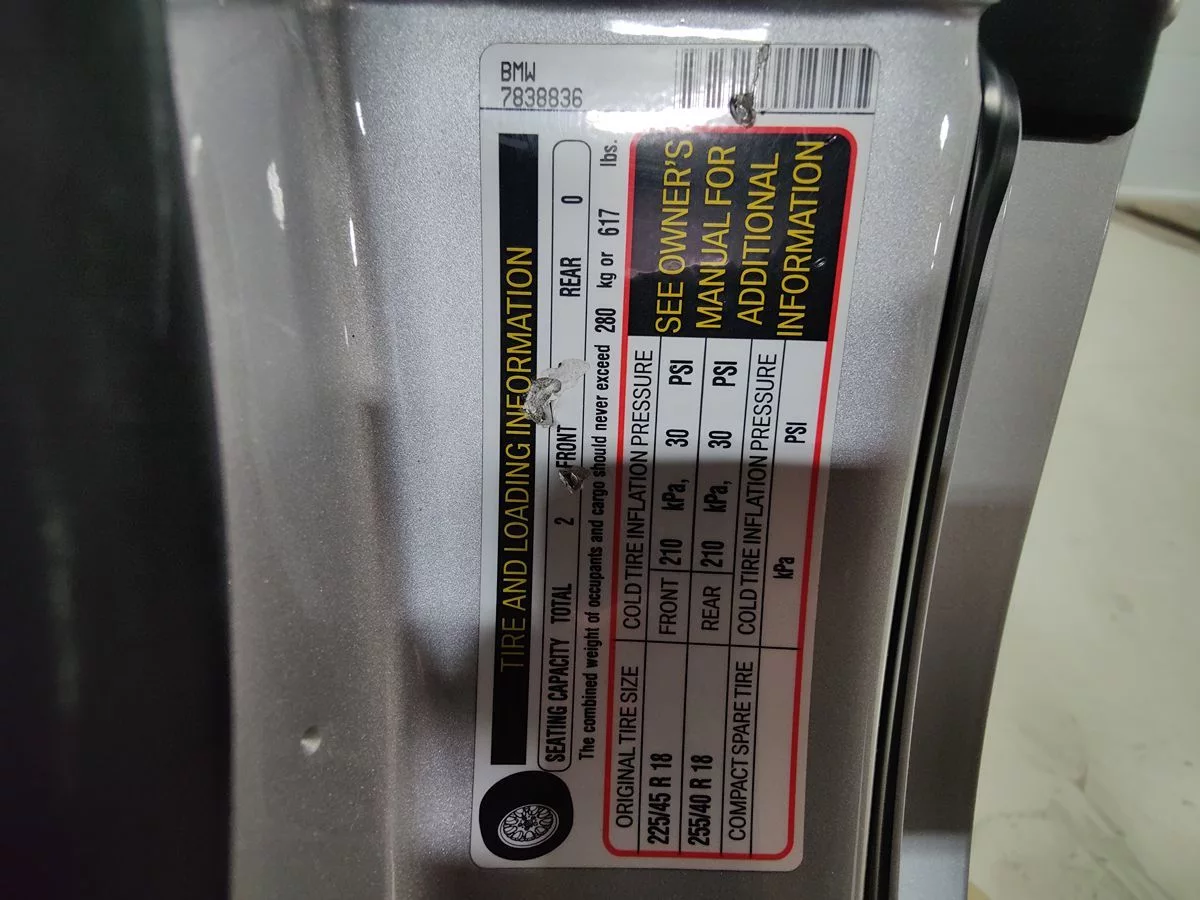 BMW
7838836
TIRE AND LOADING INFORMATION
SEATING CAPACITY TOTAL 2 FRONT REAR 0
The combined weight of occupants and cargo should never exceed 280 kg or 617 lbs.
ORIGINAL TIRE SIZE COLD TIRE INFLATION PRESSURE
225/45 R 18 FRONT 210 kPa, 30 PSI
255/40 R 18 REAR 210 kPa, 30 PSI
COMPACT SPARE TIRE COLD TIRE INFLATION PRESSURE
kPa PSI
SEE OWNER'S
MANUAL FOR
ADDITIONAL
INFORMATION